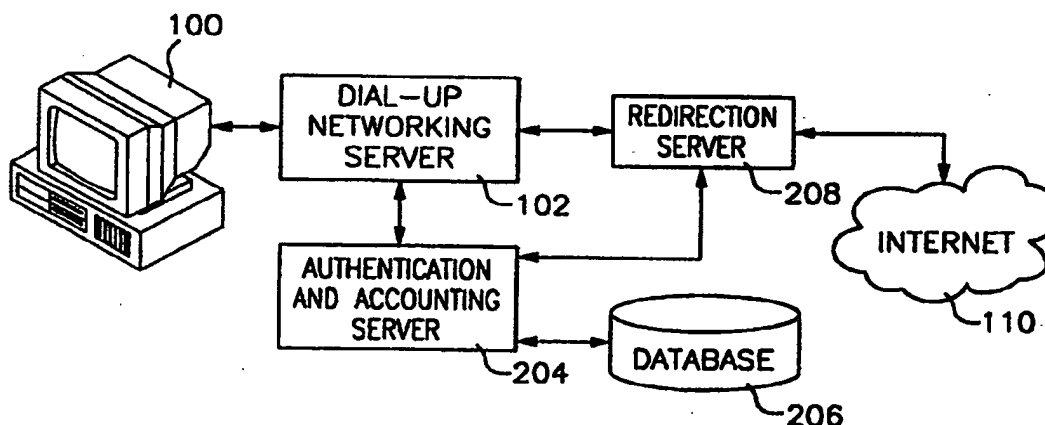 100
DIAL-UP
NETWORKING
SERVER
102
REDIRECTION
SERVER
208
INTERNET
110
AUTHENTICATION
AND ACCOUNTING
SERVER
204
DATABASE
206